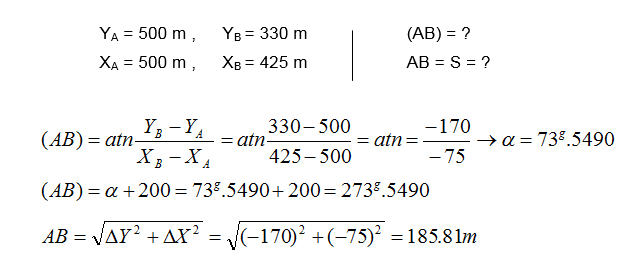 Y_A = 500 m , Y_B = 330 m (AB) = ?
X_A = 500 m , X_B = 425 m AB = S = ?
(AB) = atn (Y_B − Y_A)/(X_B − X_A) = atn (330 − 500)/(425 − 500) = atn = −170/−75 → α = 73^g.5490
(AB) = α + 200 = 73^g.5490 + 200 = 273^g.5490
AB = √(ΔY² + ΔX²) = √((−170)² + (−75)²) = 185.81m